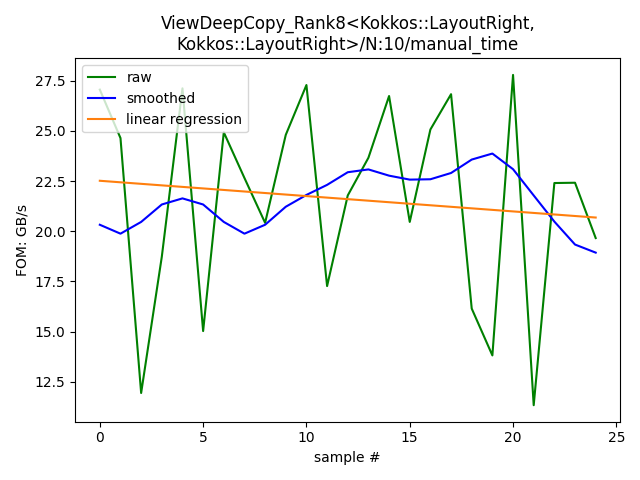 ViewDeepCopy_Rank8<Kokkos::LayoutRight,
Kokkos::LayoutRight>/N:10/manual_time
raw
smoothed
linear regression
27.5
25.0
22.5
20.0
17.5
15.0
12.5
FOM: GB/s
0
5
10
15
20
25
sample #